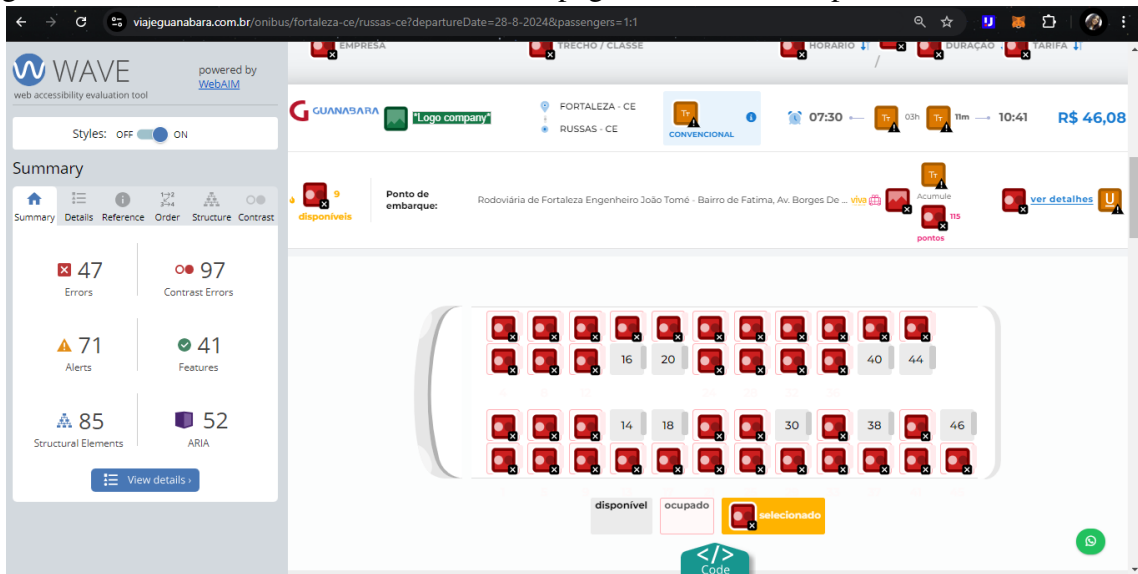 viajeguanabara.com.br/onibus/fortaleza-ce/russas-ce?departureDate=28-8-2024&passengers=1:1
WAVE
web accessibility evaluation tool
powered by
WebAIM
Styles: OFF ON
Summary
Summary Details Reference Order Structure Contrast
47
Errors
97
Contrast Errors
71
Alerts
41
Features
85
Structural Elements
52
ARIA
View details ›
EMPRESA TRECHO / CLASSE HORARIO / DURAÇÃO TARIFA
GUANABARA *"Logo company"
FORTALEZA - CE
RUSSAS - CE
CONVENCIONAL
07:30 03h 11m 10:41 R$ 46,08
9
disponíveis
Ponto de
embarque:
Rodoviária de Fortaleza Engenheiro João Tomé - Bairro de Fatima, Av. Borges De ... viva
Acumule
115
pontos
ver detalhes
16 20 40 44
14 18 30 38 46
disponível ocupado selecionado
</>
Code